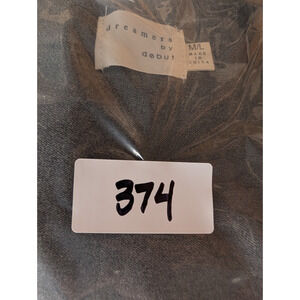 dreamers
by
debut
M/L
MADE
IN
CHINA
374